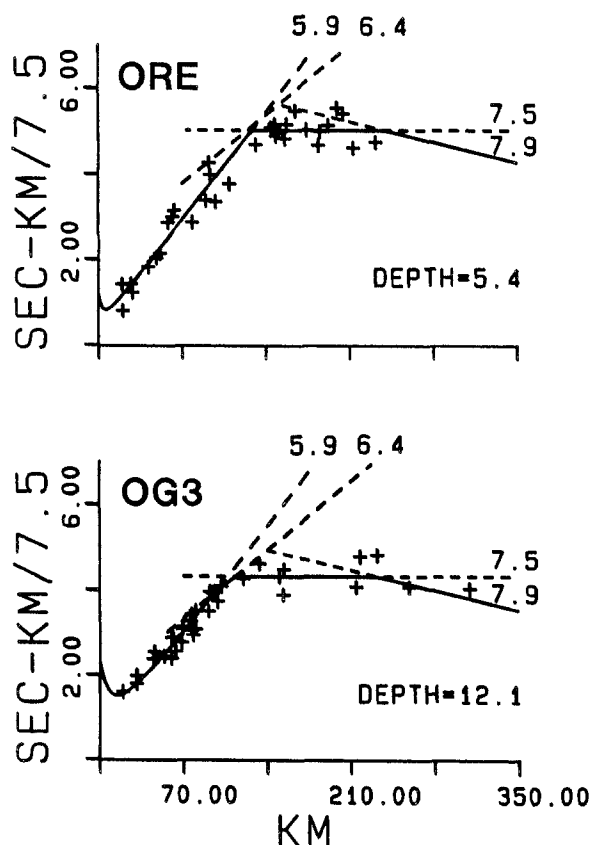 5.9 6.4
ORE
6.00
2.00
SEC-KM/7.5
7.5
7.9
DEPTH=5.4
5.9 6.4
OG3
6.00
2.00
SEC-KM/7.5
7.5
7.9
DEPTH=12.1
70.00 210.00 350.00
KM